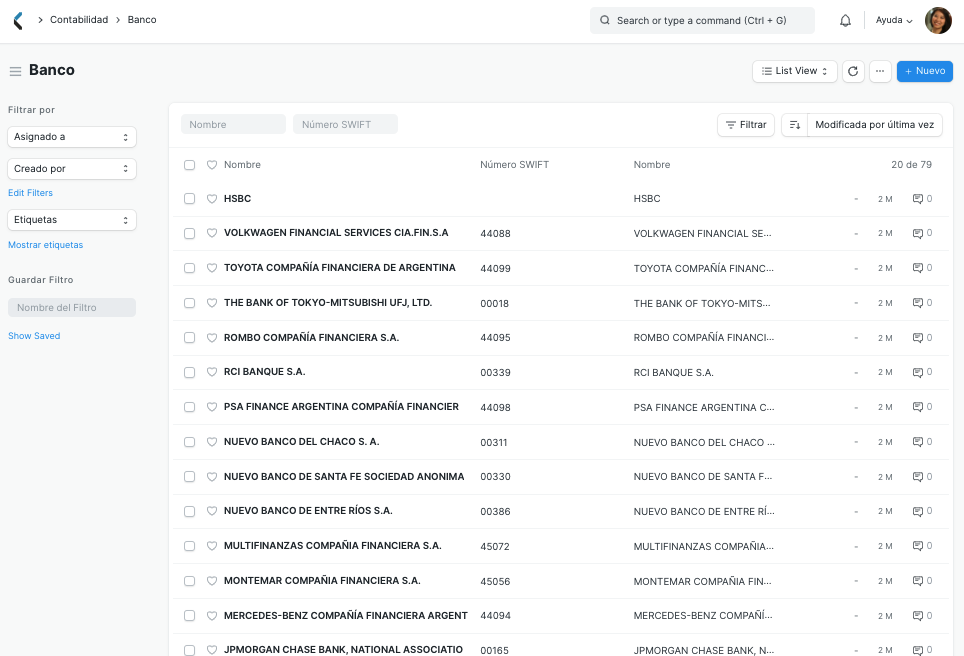 Contabilidad Banco
Search or type a command (Ctrl + G)
Ayuda
Banco
List View
...
+ Nuevo
Filtrar por
Asignado a
Creado por
Edit Filters
Etiquetas
Mostrar etiquetas
Guardar Filtro
Nombre del Filtro
Show Saved
Nombre
Número SWIFT
Filtrar
Modificada por última vez
Nombre Número SWIFT Nombre 20 de 79
HSBC HSBC - 2 M 0
VOLKWAGEN FINANCIAL SERVICES CIA.FIN.S.A 44088 VOLKWAGEN FINANCIAL SE... - 2 M 0
TOYOTA COMPAÑÍA FINANCIERA DE ARGENTINA 44099 TOYOTA COMPAÑÍA FINANC... - 2 M 0
THE BANK OF TOKYO-MITSUBISHI UFJ, LTD. 00018 THE BANK OF TOKYO-MITS... - 2 M 0
ROMBO COMPAÑÍA FINANCIERA S.A. 44095 ROMBO COMPAÑÍA FINANCI... - 2 M 0
RCI BANQUE S.A. 00339 RCI BANQUE S.A. - 2 M 0
PSA FINANCE ARGENTINA COMPAÑÍA FINANCIER 44098 PSA FINANCE ARGENTINA C... - 2 M 0
NUEVO BANCO DEL CHACO S. A. 00311 NUEVO BANCO DEL CHACO ... - 2 M 0
NUEVO BANCO DE SANTA FE SOCIEDAD ANONIMA 00330 NUEVO BANCO DE SANTA F... - 2 M 0
NUEVO BANCO DE ENTRE RÍOS S.A. 00386 NUEVO BANCO DE ENTRE RÍ... - 2 M 0
MULTIFINANZAS COMPAÑIA FINANCIERA S.A. 45072 MULTIFINANZAS COMPAÑIA... - 2 M 0
MONTEMAR COMPAÑIA FINANCIERA S.A. 45056 MONTEMAR COMPAÑIA FIN... - 2 M 0
MERCEDES-BENZ COMPAÑÍA FINANCIERA ARGENT 44094 MERCEDES-BENZ COMPAÑÍ... - 2 M 0
JPMORGAN CHASE BANK, NATIONAL ASSOCIATIO 00165 JPMORGAN CHASE BANK, N... - 2 M 0